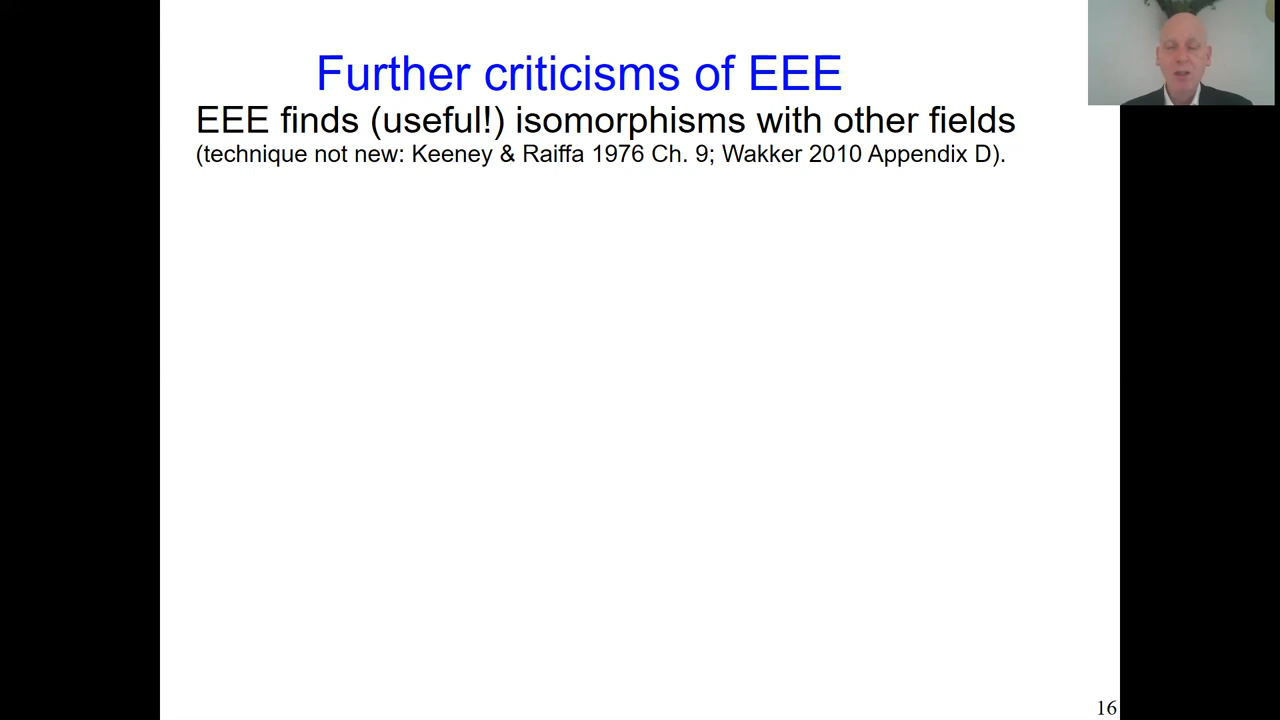 Further criticisms of EEE
EEE finds (useful!) isomorphisms with other fields
(technique not new: Keeney & Raiffa 1976 Ch. 9; Wakker 2010 Appendix D).
16